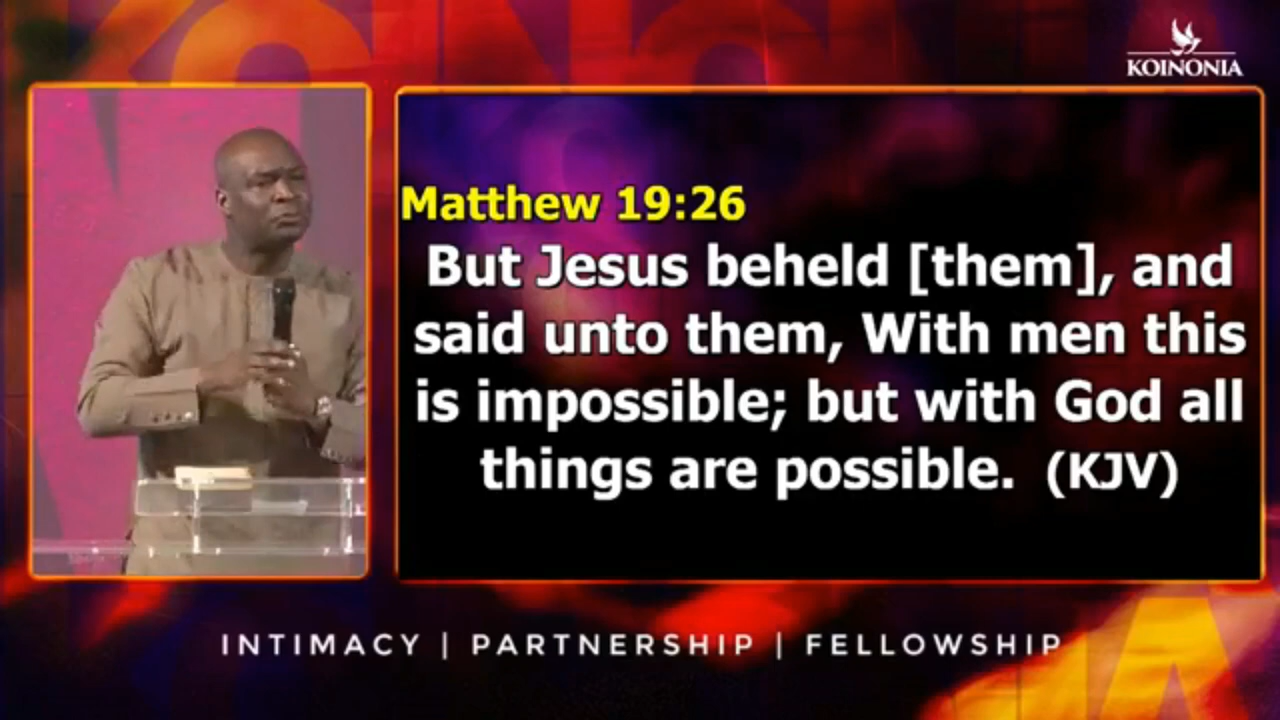 KOINONIA
Matthew 19:26
But Jesus beheld [them], and
said unto them, With men this
is impossible; but with God all
things are possible. (KJV)
INTIMACY | PARTNERSHIP | FELLOWSHIP